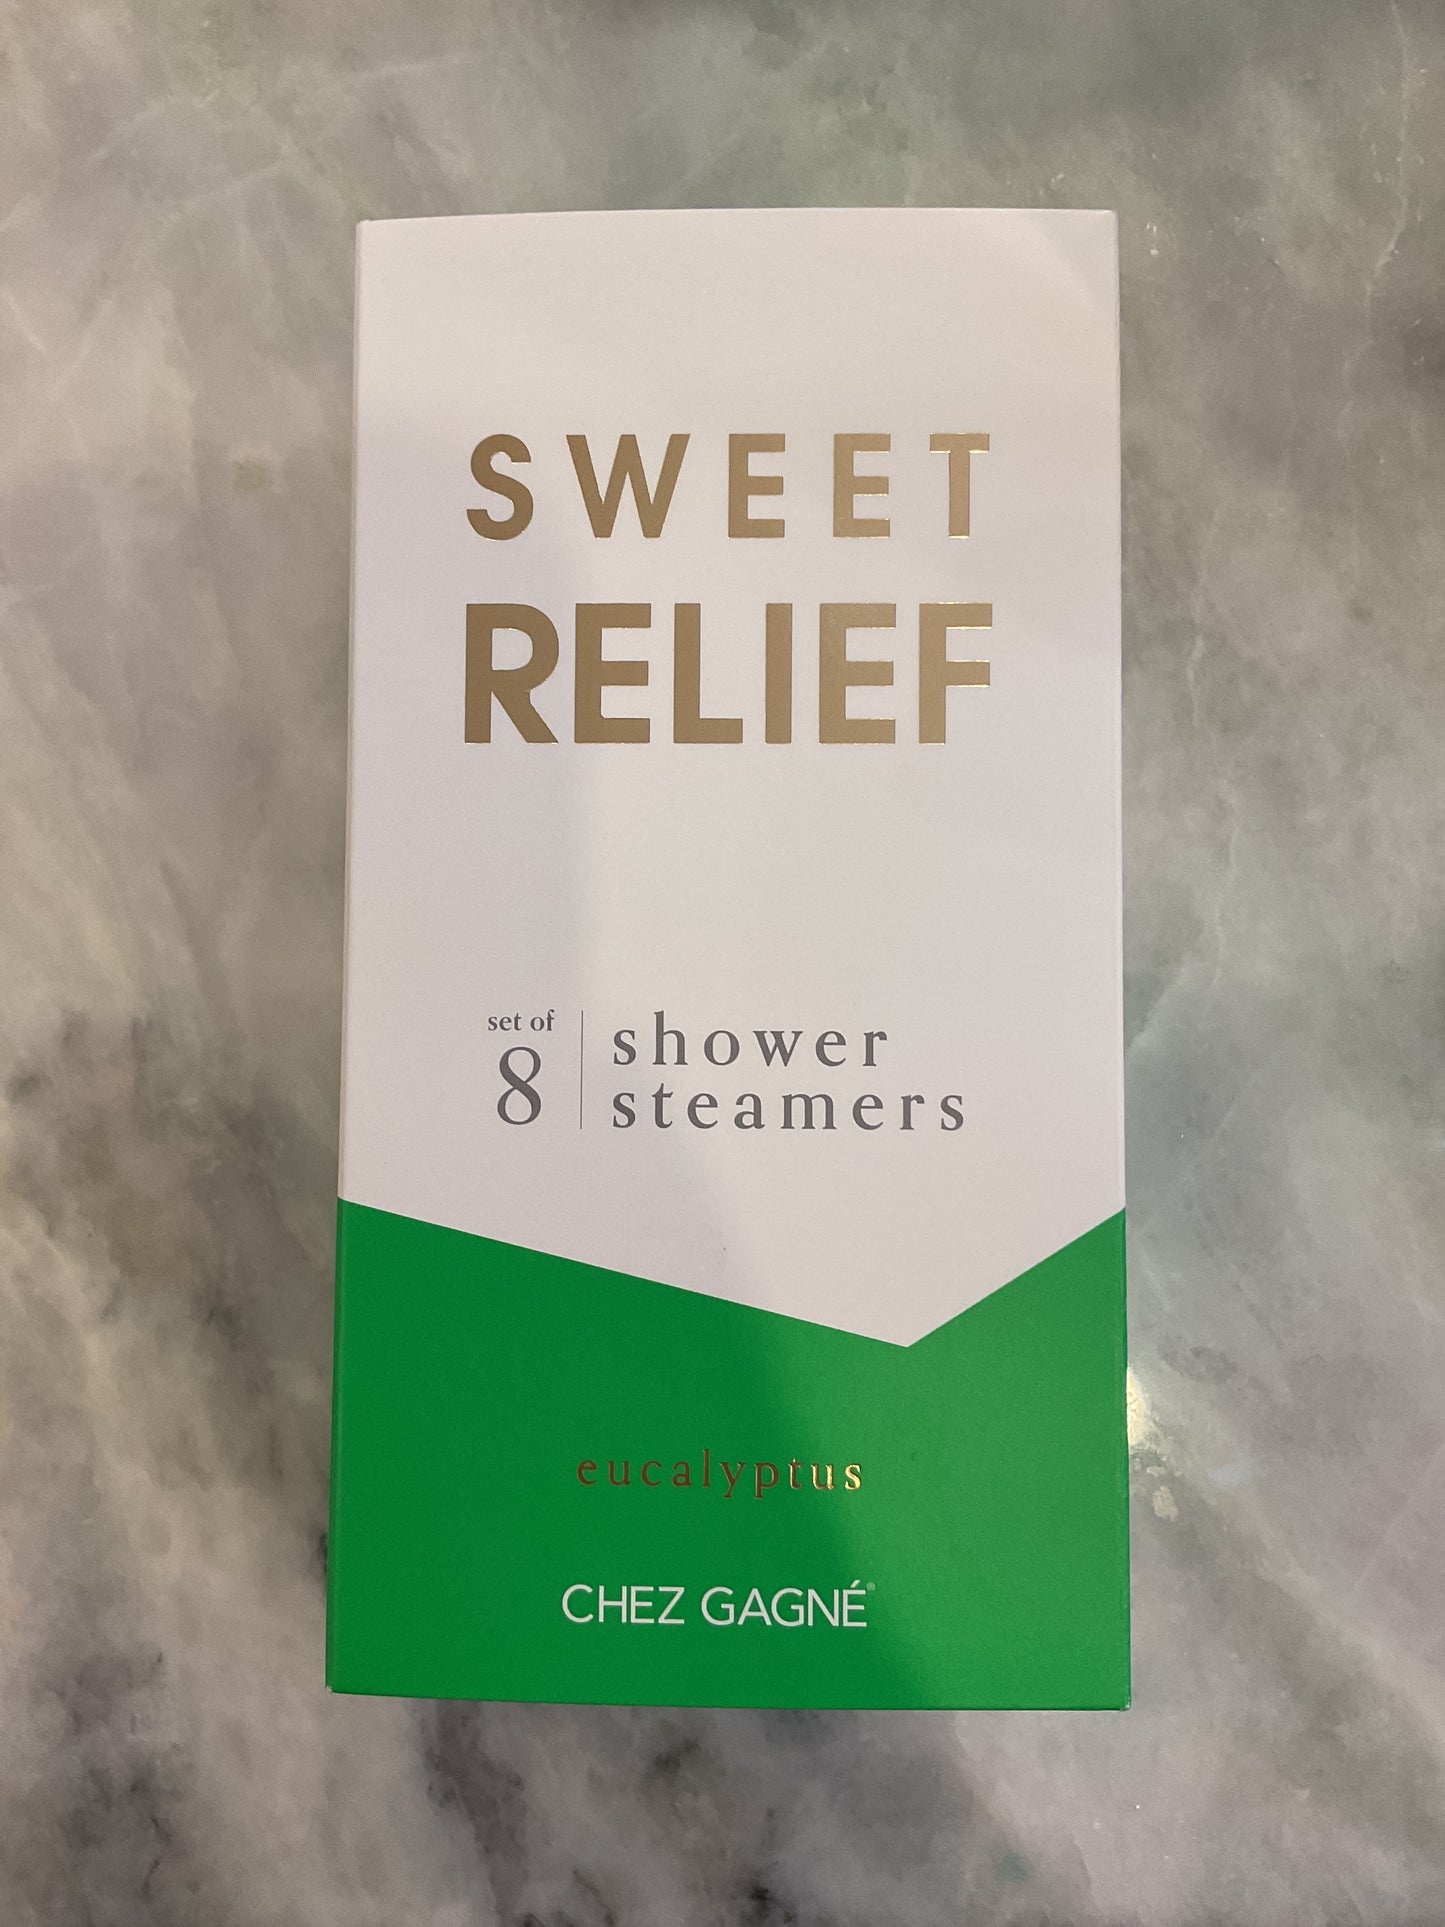 SWEET
RELIEF
set of
8
shower
steamers
eucalyptus
CHEZ GAGNÉ®